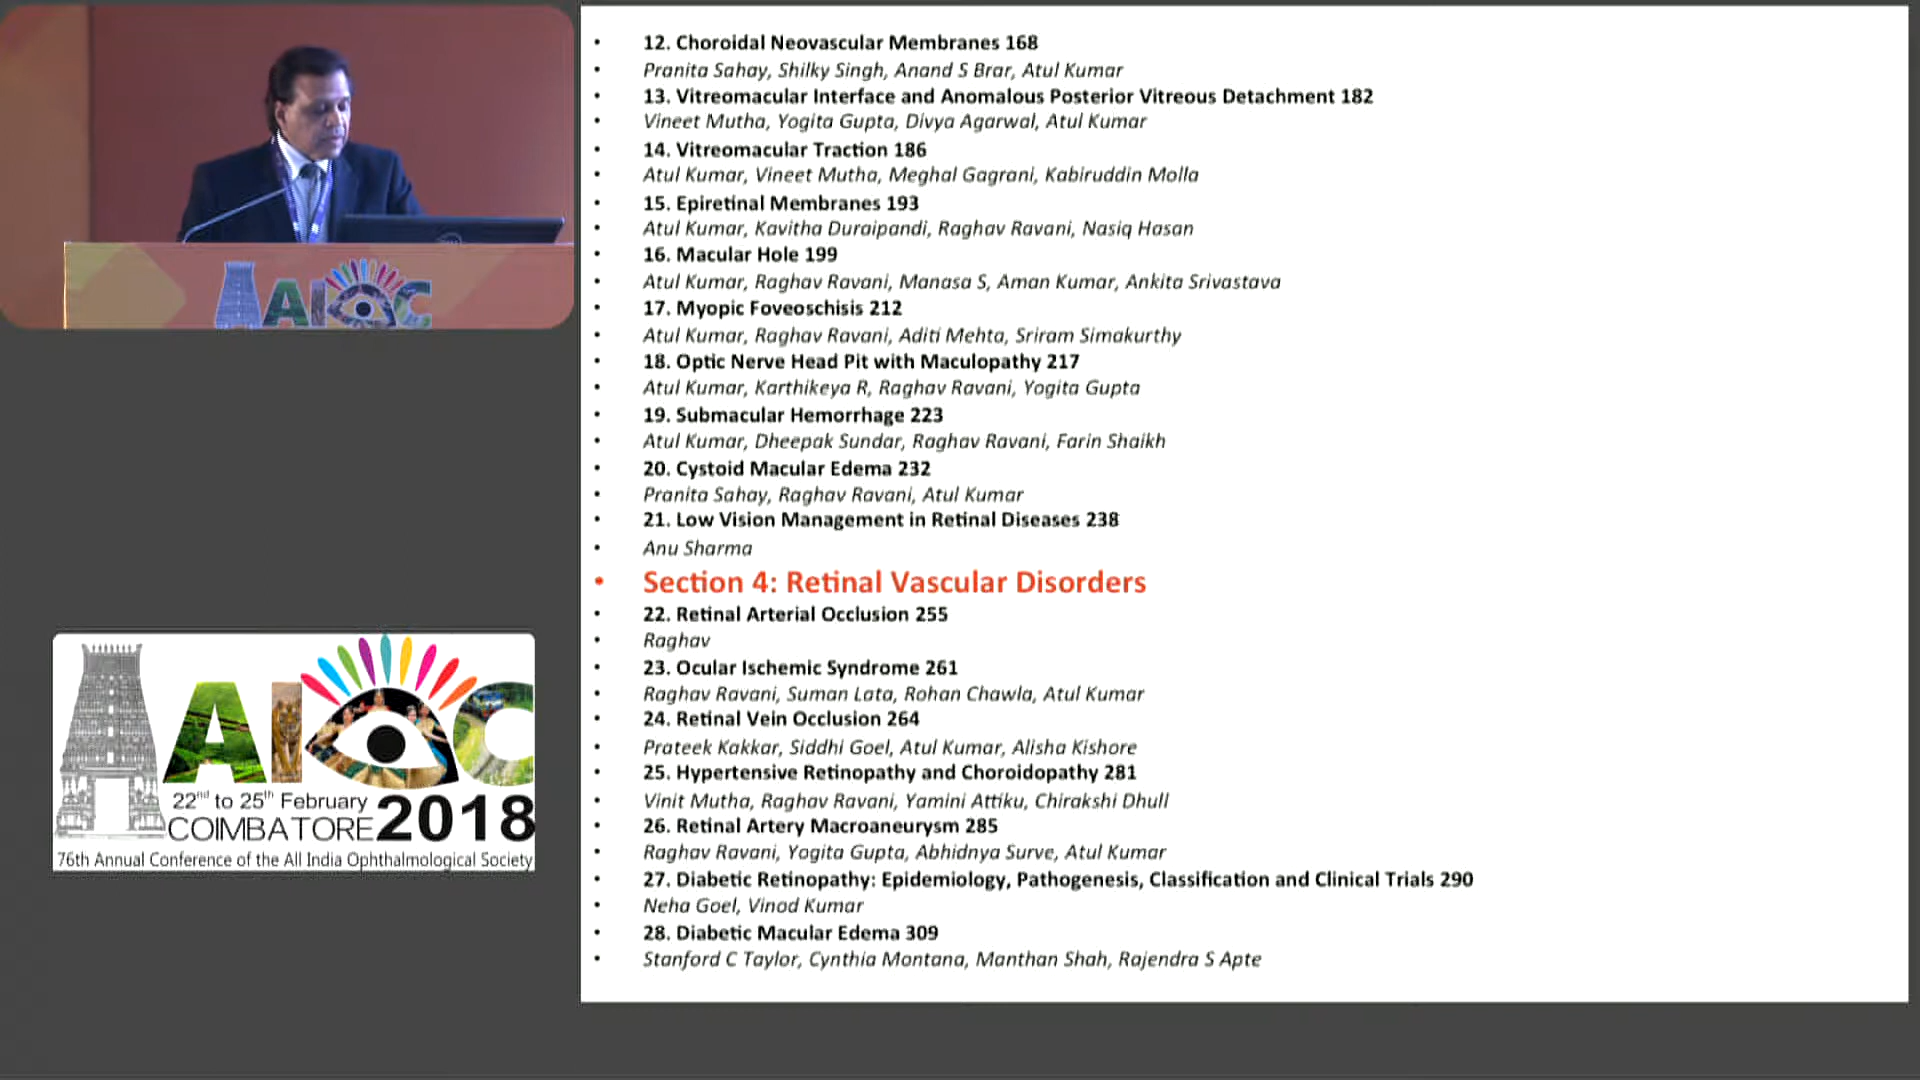 12. Choroidal Neovascular Membranes 168
Pranita Sahay, Shilky Singh, Anand S Brar, Atul Kumar
13. Vitreomacular Interface and Anomalous Posterior Vitreous Detachment 182
Vineet Mutha, Yogita Gupta, Divya Agarwal, Atul Kumar
14. Vitreomacular Traction 186
Atul Kumar, Vineet Mutha, Meghal Gagrani, Kabiruddin Molla
15. Epiretinal Membranes 193
Atul Kumar, Kavitha Duraipandi, Raghav Ravani, Nasiq Hasan
16. Macular Hole 199
Atul Kumar, Raghav Ravani, Manasa S, Aman Kumar, Ankita Srivastava
17. Myopic Foveoschisis 212
Atul Kumar, Raghav Ravani, Aditi Mehta, Sriram Simakurthy
18. Optic Nerve Head Pit with Maculopathy 217
Atul Kumar, Karthikeya R, Raghav Ravani, Yogita Gupta
19. Submacular Hemorrhage 223
Atul Kumar, Dheepak Sundar, Raghav Ravani, Farin Shaikh
20. Cystoid Macular Edema 232
Pranita Sahay, Raghav Ravani, Atul Kumar
21. Low Vision Management in Retinal Diseases 238
Anu Sharma
Section 4: Retinal Vascular Disorders
22. Retinal Arterial Occlusion 255
Raghav
23. Ocular Ischemic Syndrome 261
Raghav Ravani, Suman Lata, Rohan Chawla, Atul Kumar
24. Retinal Vein Occlusion 264
Prateek Kakkar, Siddhi Goel, Atul Kumar, Alisha Kishore
25. Hypertensive Retinopathy and Choroidopathy 281
Vinit Mutha, Raghav Ravani, Yamini Attiku, Chirakshi Dhull
26. Retinal Artery Macroaneurysm 285
Raghav Ravani, Yogita Gupta, Abhidnya Surve, Atul Kumar
27. Diabetic Retinopathy: Epidemiology, Pathogenesis, Classification and Clinical Trials 290
Neha Goel, Vinod Kumar
28. Diabetic Macular Edema 309
Stanford C Taylor, Cynthia Montana, Manthan Shah, Rajendra S Apte
AIOC
AIOC
22nd to 25th February
COIMBATORE 2018
76th Annual Conference of the All India Ophthalmological Society